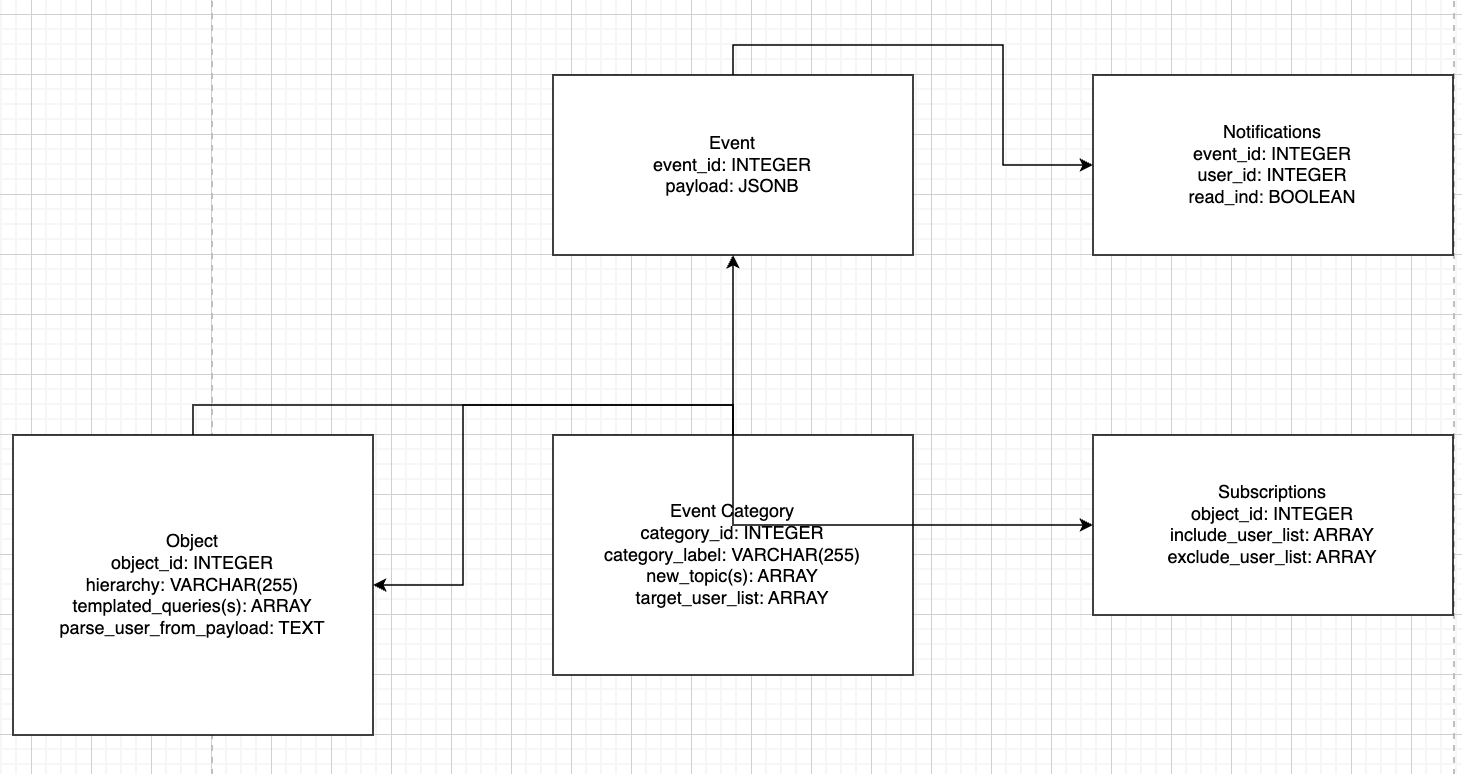 Event
event_id: INTEGER
payload: JSONB
Notifications
event_id: INTEGER
user_id: INTEGER
read_ind: BOOLEAN
Object
object_id: INTEGER
hierarchy: VARCHAR(255)
templated_queries(s): ARRAY
parse_user_from_payload: TEXT
Event Category
category_id: INTEGER
category_label: VARCHAR(255)
new_topic(s): ARRAY
target_user_list: ARRAY
Subscriptions
object_id: INTEGER
include_user_list: ARRAY
exclude_user_list: ARRAY